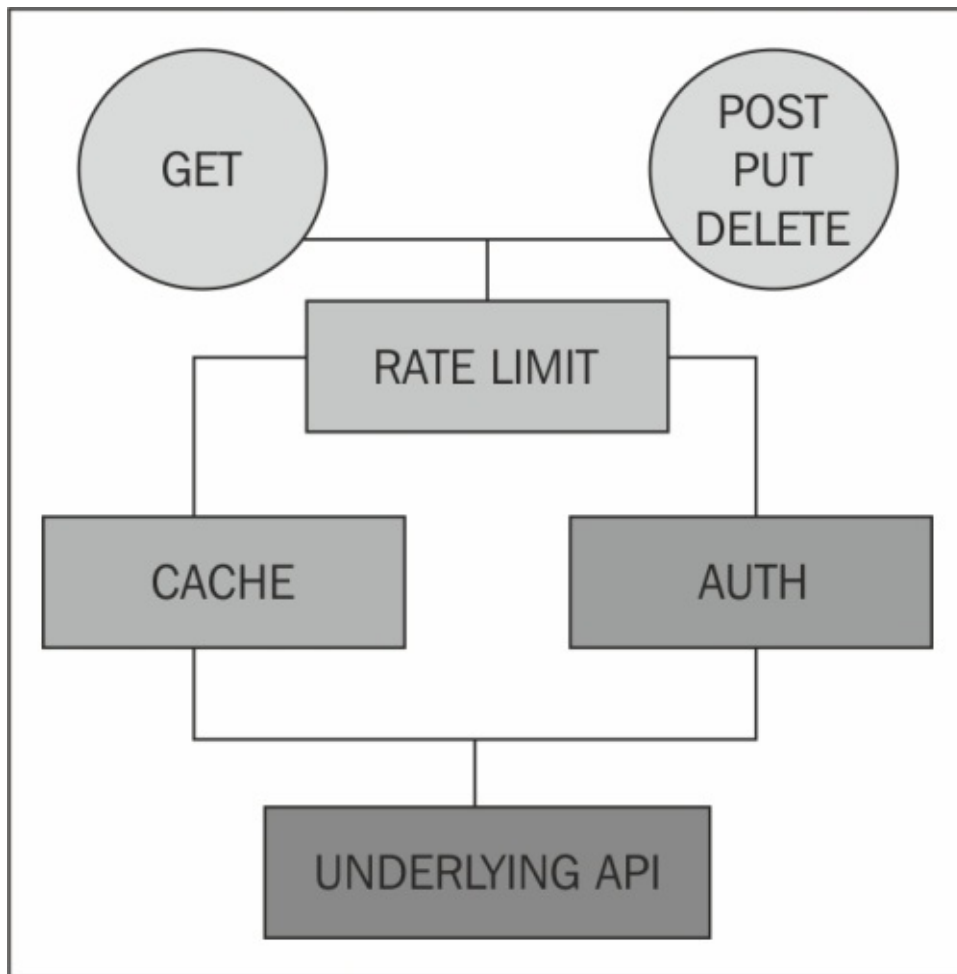 GET
POST
PUT
DELETE
RATE LIMIT
CACHE
AUTH
UNDERLYING API